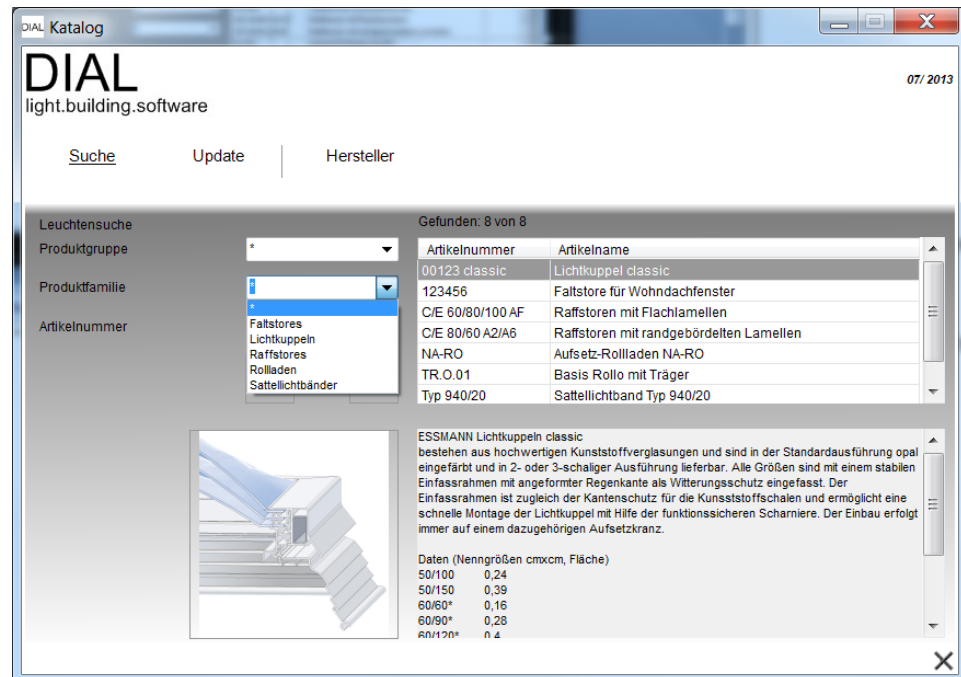 DIAL Katalog
DIAL
light.building.software
07/ 2013
Suche Update Hersteller
Leuchtensuche
Gefunden: 8 von 8
Produktgruppe *
Artikelnummer Artikelname
00123 classic Lichtkuppel classic
Produktfamilie *
123456 Faltstore für Wohndachfenster
*
C/E 60/80/100 AF Raffstoren mit Flachlamellen
Faltstores
Artikelnummer
C/E 80/60 A2/A6 Raffstoren mit randgebördelten Lamellen
Lichtkuppeln
Raffstores
NA-RO Aufsetz-Rollladen NA-RO
Rollladen
TR.O.01 Basis Rollo mit Träger
Sattellichtbänder
Typ 940/20 Sattellichtband Typ 940/20
ESSMANN Lichtkuppeln classic
bestehen aus hochwertigen Kunststoffverglasungen und sind in der Standardausführung opal
eingefärbt und in 2- oder 3-schaliger Ausführung lieferbar. Alle Größen sind mit einem stabilen
Einfassrahmen mit angeformter Regenkante als Witterungsschutz eingefasst. Der
Einfassrahmen ist zugleich der Kantenschutz für die Kunsststoffschalen und ermöglicht eine
schnelle Montage der Lichtkuppel mit Hilfe der funktionssicheren Scharniere. Der Einbau erfolgt
immer auf einem dazugehörigen Aufsetzkranz.
Daten (Nenngrößen cmxcm, Fläche)
50/100 0,24
50/150 0,39
60/60* 0,16
60/90* 0,28
60/120* 0,4